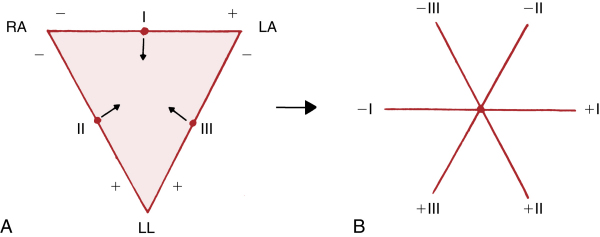 − I +
RA LA
− −
II III
+ +
LL
A
−III −II
−I +I
+III +II
B